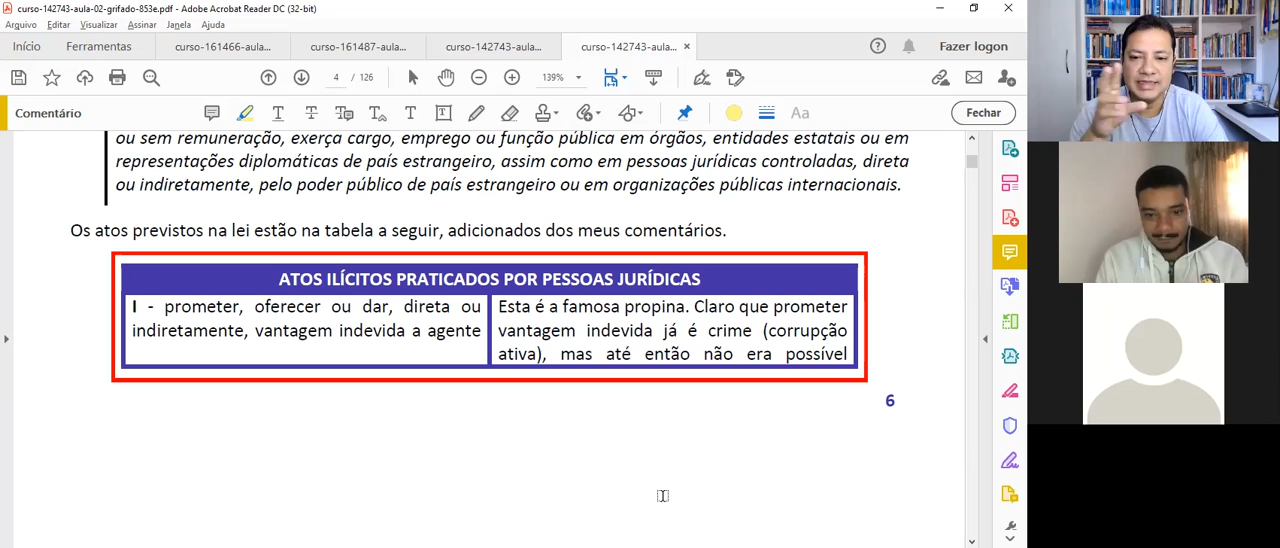 curso-142743-aula-02-grifado-853e.pdf - Adobe Acrobat Reader DC (32-bit)
Arquivo Editar Visualizar Assinar Janela Ajuda
Início Ferramentas curso-161466-aula... curso-161487-aula... curso-142743-aula... curso-142743-aula... × Fazer logon
4 / 126 139%
Comentário Aa Fechar
ou sem remuneração, exerça cargo, emprego ou função pública em órgãos, entidades estatais ou em
representações diplomáticas de país estrangeiro, assim como em pessoas jurídicas controladas, direta
ou indiretamente, pelo poder público de país estrangeiro ou em organizações públicas internacionais.
Os atos previstos na lei estão na tabela a seguir, adicionados dos meus comentários.
ATOS ILÍCITOS PRATICADOS POR PESSOAS JURÍDICAS
I - prometer, oferecer ou dar, direta ou
indiretamente, vantagem indevida a agente
Esta é a famosa propina. Claro que prometer
vantagem indevida já é crime (corrupção
ativa), mas até então não era possível
6